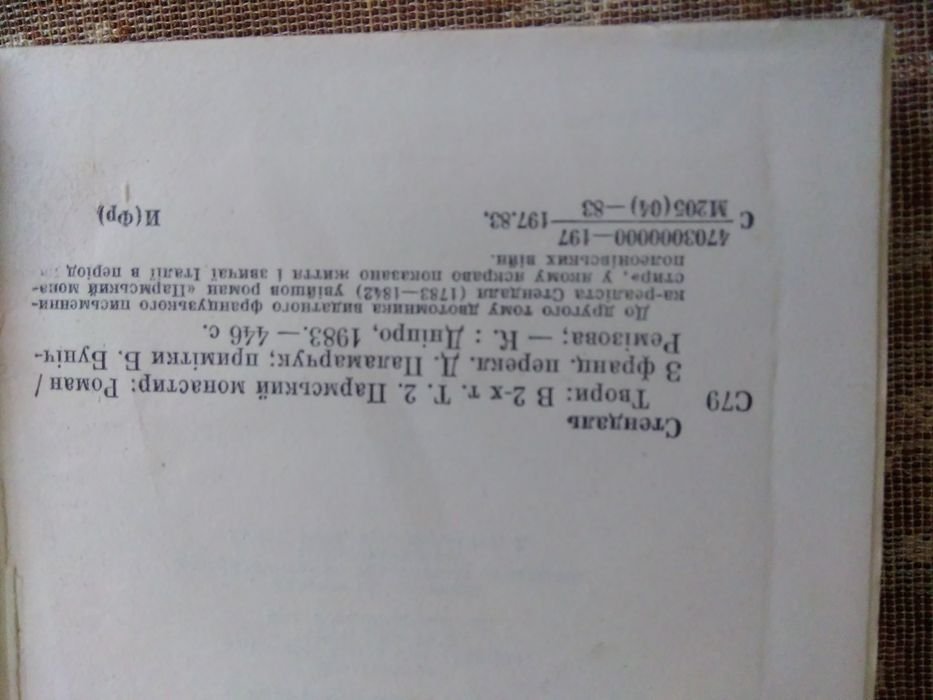 Стендаль
С79 Твори: В 2-х т. Т. 2. Пармський монастир: Роман /
З франц. перекл. Д. Паламарчук; примітки Б. Буніч-
Ремізова; — К. : Дніпро, 1983.— 446 с.
До другого тому двотомника видатного французького письменни-
ка-реаліста Стендаля (1783—1842) увійшов роман «Пармський мона-
стир», у якому яскраво показано життя і звичаї Італії в період на-
полеонівських війн.
4703000000—197
С ————— 197.83.
М205(04)—83
И(Фр)